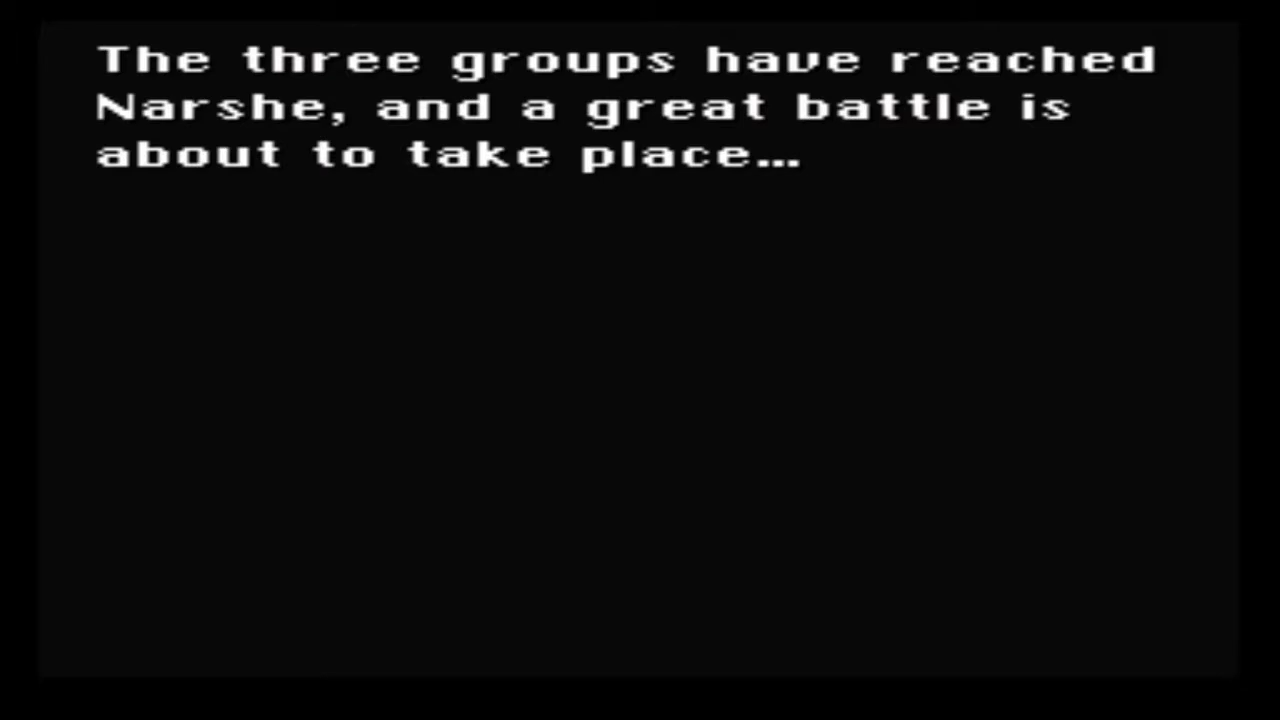 The three groups have reached
Narshe, and a great battle is
about to take place…